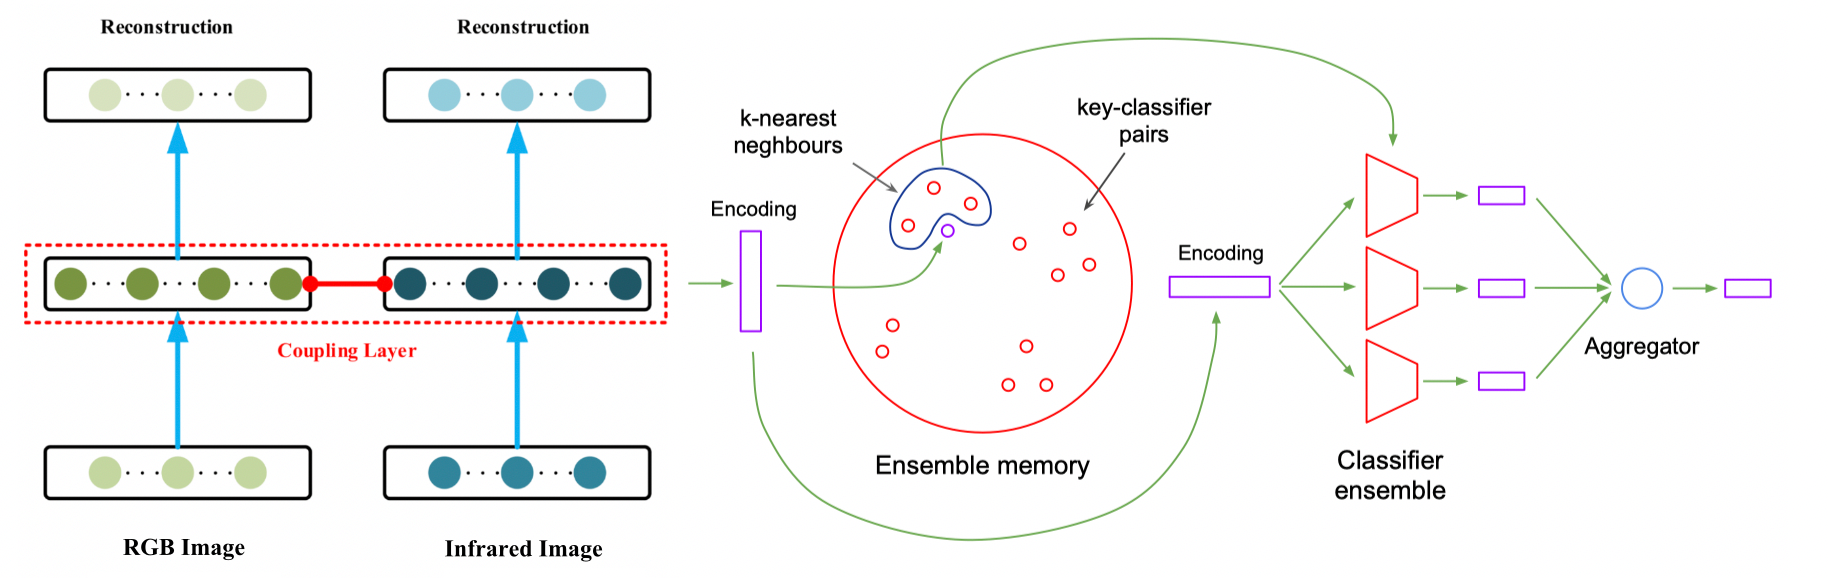 Reconstruction
Reconstruction
Coupling Layer
RGB Image
Infrared Image
Encoding
k-nearest
neghbours
key-classifier
pairs
Ensemble memory
Encoding
Classifier
ensemble
Aggregator